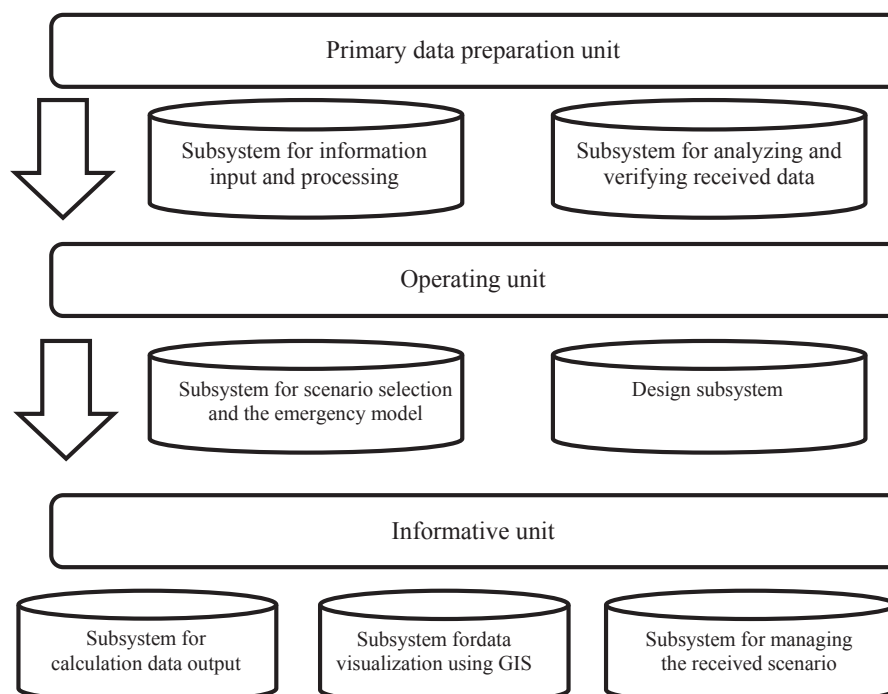 Primary data preparation unit
Subsystem for information
input and processing
Subsystem for analyzing and
verifying received data
Operating unit
Subsystem for scenario selection
and the emergency model
Design subsystem
Informative unit
Subsystem for
calculation data output
Subsystem fordata
visualization using GIS
Subsystem for managing
the received scenario